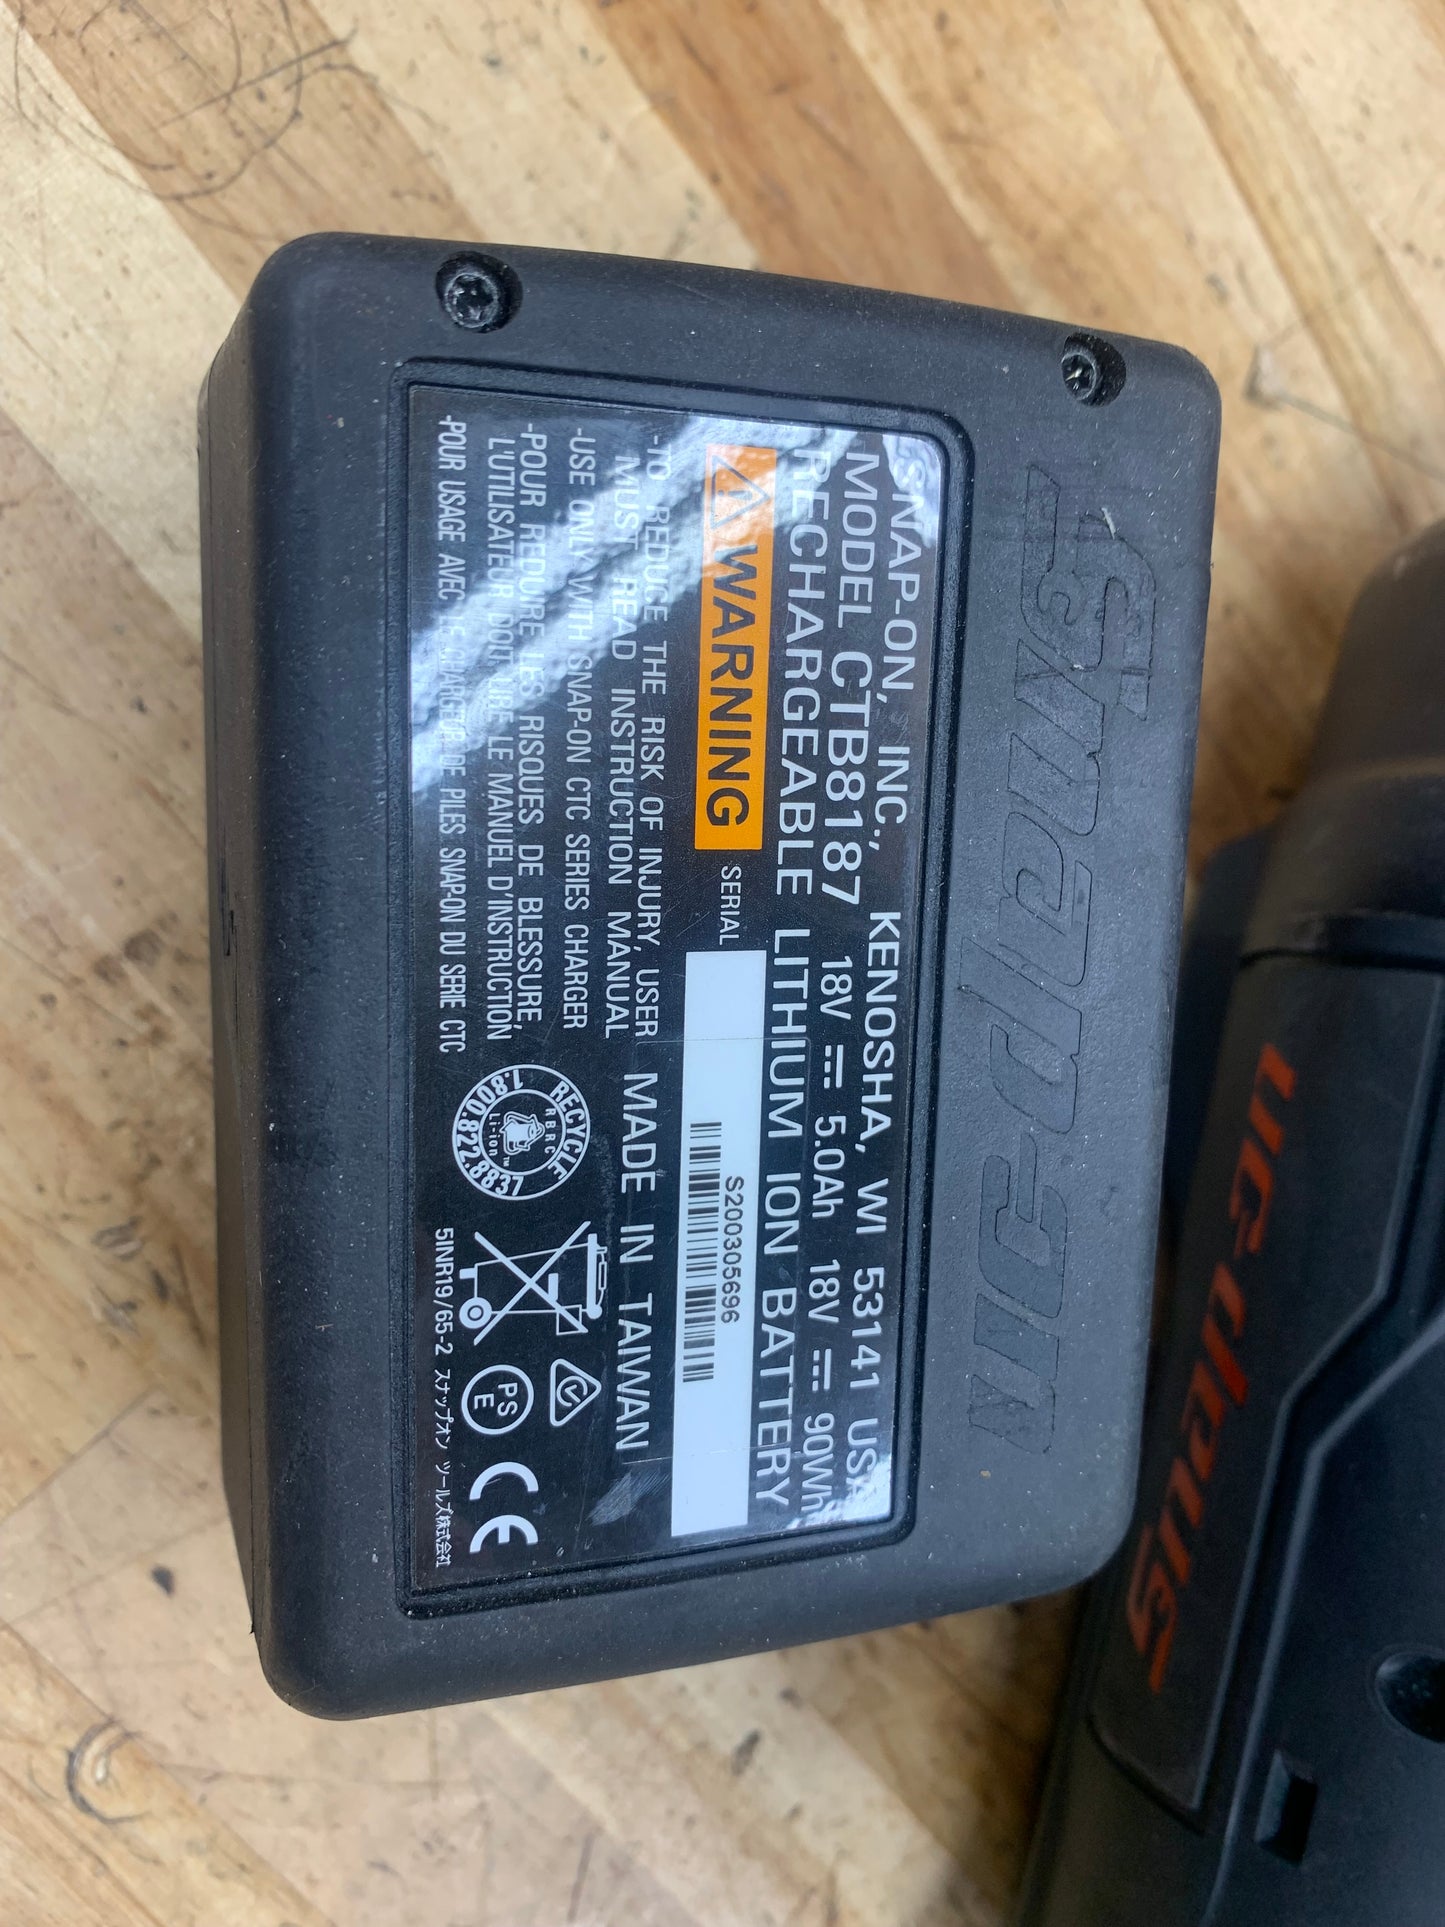 Snap-on
SNAP-ON, INC., KENOSHA, WI 53141 USA
MODEL CTB8187 18V 5.0Ah 18V 90Wh
RECHARGEABLE LITHIUM ION BATTERY
WARNING
SERIAL
S200305696
-TO REDUCE THE RISK OF INJURY, USER
MUST READ INSTRUCTION MANUAL
-USE ONLY WITH SNAP-ON CTC SERIES CHARGER
-POUR REDUIRE LES RISQUES DE BLESSURE,
L'UTILISATEUR DOIT LIRE LE MANUEL D'INSTRUCTION
-POUR USAGE AVEC LE CHARGER DE PILES SNAP-ON DU SERIE CTC
MADE IN TAIWAN
RECYCLE
RBRC
Li-ion™
1.800.822.8837
PS
E
CE
5INR19/65-2 スナップオン ツールズ株式会社
Snap-on